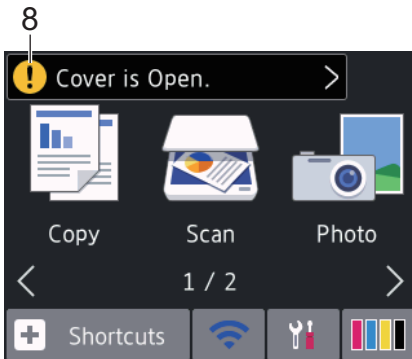 8
! Cover is Open. >
Copy Scan Photo
< 1 / 2 >
+ Shortcuts